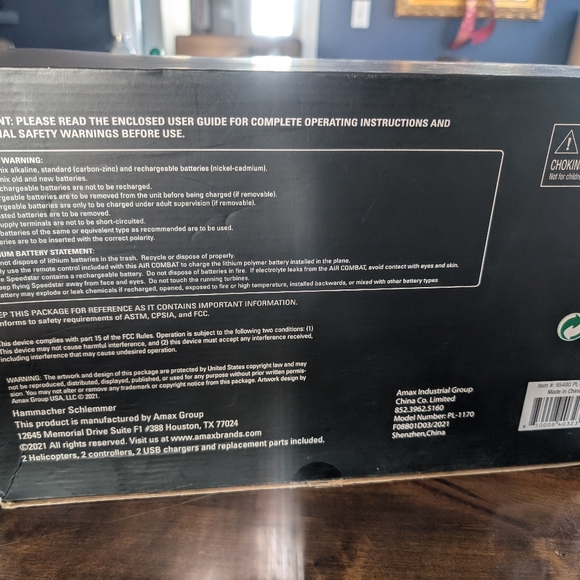 NT: PLEASE READ THE ENCLOSED USER GUIDE FOR COMPLETE OPERATING INSTRUCTIONS AND
AL SAFETY WARNINGS BEFORE USE.
WARNING:
mix alkaline, standard (carbon-zinc) and rechargeable batteries (nickel-cadmium).
mix old and new batteries.
chargeable batteries are not to be recharged.
rgeable batteries are to be removed from the unit before being charged (if removable).
argeable batteries are only to be charged under adult supervision (if removable).
sted batteries are to be removed.
upply terminals are not to be short-circuited.
batteries of the same or equivalent type as recommended are to be used.
eries are to be inserted with the correct polarity.
IUM BATTERY STATEMENT:
not dispose of lithium batteries in the trash. Recycle or dispose of properly.
ly use the remote control included with this AIR COMBAT to charge the lithium polymer battery installed in the plane.
e Speedstar contains a rechargeable battery. Do not dispose of batteries in fire. If electrolyte leaks from the AIR COMBAT, avoid contact with eyes and skin.
eep flying Speedstar away from face and eyes. Do not touch the running turbines.
attery may explode or leak chemicals if recharged, opened, exposed to fire or high temperature, installed backwards, or mixed with other battery types
EP THIS PACKAGE FOR REFERENCE AS IT CONTAINS IMPORTANT INFORMATION.
nforms to safety requirements of ASTM, CPSIA, and FCC.
This device complies with part 15 of the FCC Rules. Operation is subject to the following two conditions: (1)
This device may not cause harmful interference, and (2) this device must accept any interference received,
including interference that may cause undesired operation.
WARNING: The artwork and design of this package are protected by United States copyright law and may
not be reproduced, distributed, displayed, published, or used for any purpose without prior written permis-
sion. You may not alter or remove any trademark or copyright notice from this package. Artwork design by
Amax Group USA, LLC © 2021.
Hammacher Schlemmer
This product is manufactured by Amax Group
12645 Memorial Drive Suite F1 #388 Houston, TX 77024
©2021 All rights reserved. Visit us at www.amaxbrands.com
2 Helicopters, 2 controllers, 2 USB chargers and replacement parts included.
Amax Industrial Group
China Co. Limited
852.3962.5160
Model Number: PL-1170
F08801D03/2021
Shenzhen,China
CHOKIN
Not for childre
Item #: 95480 PL-
Made in China